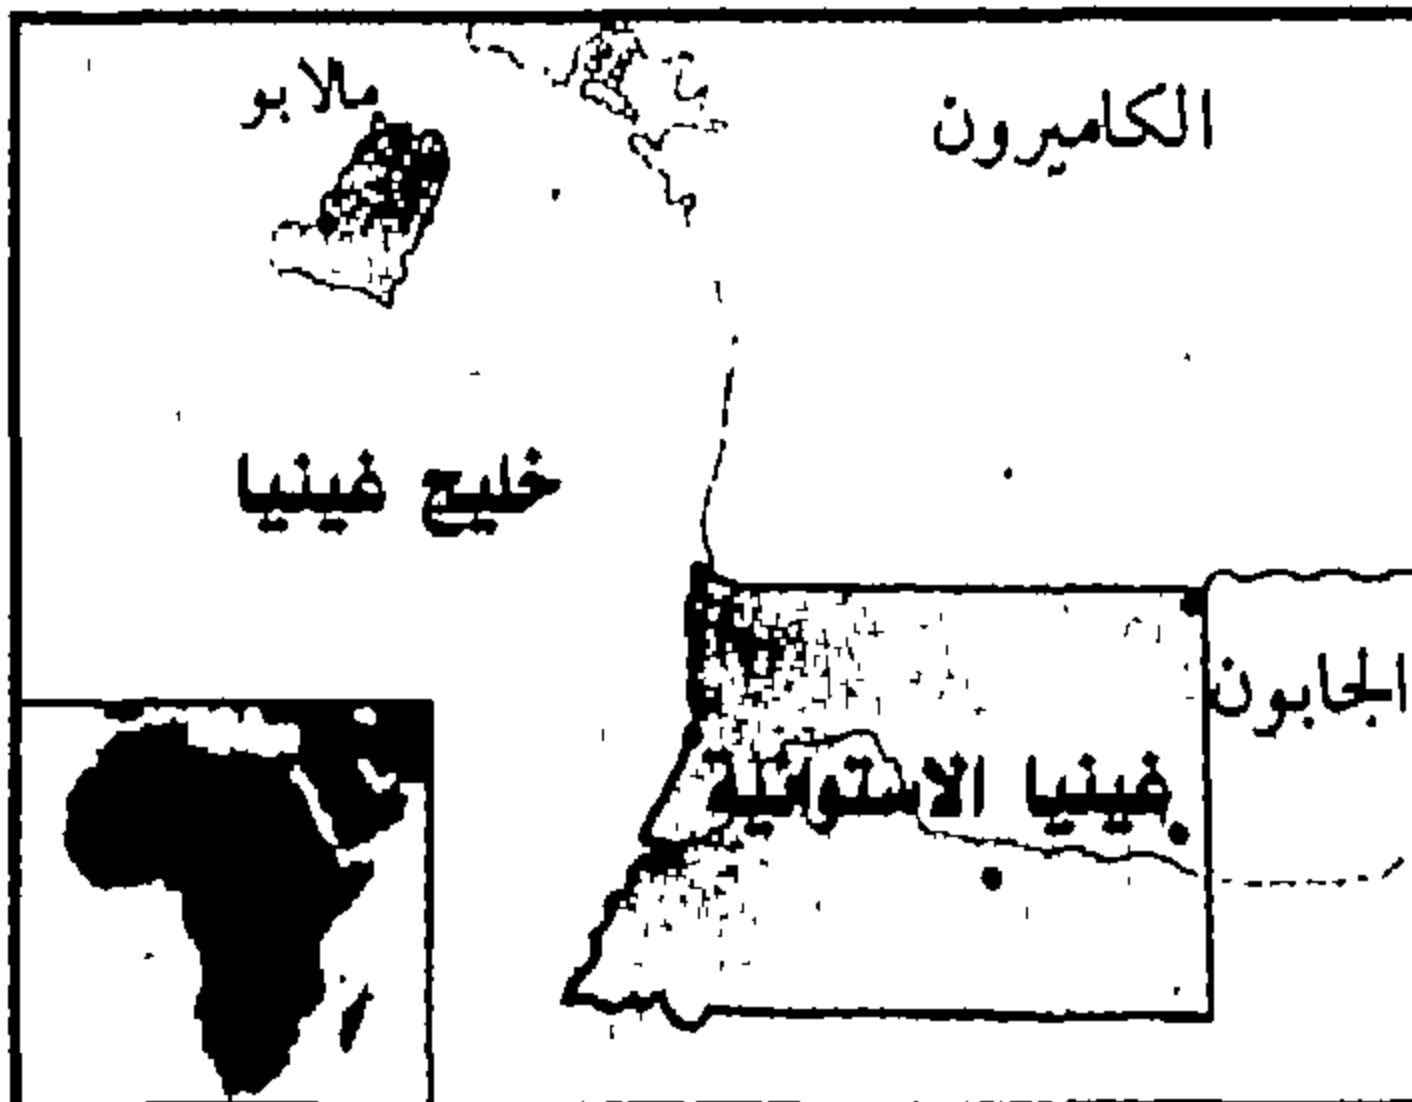 مالابو
الكاميرون
خليج غينيا
الجابون
غينيا الاستوائية